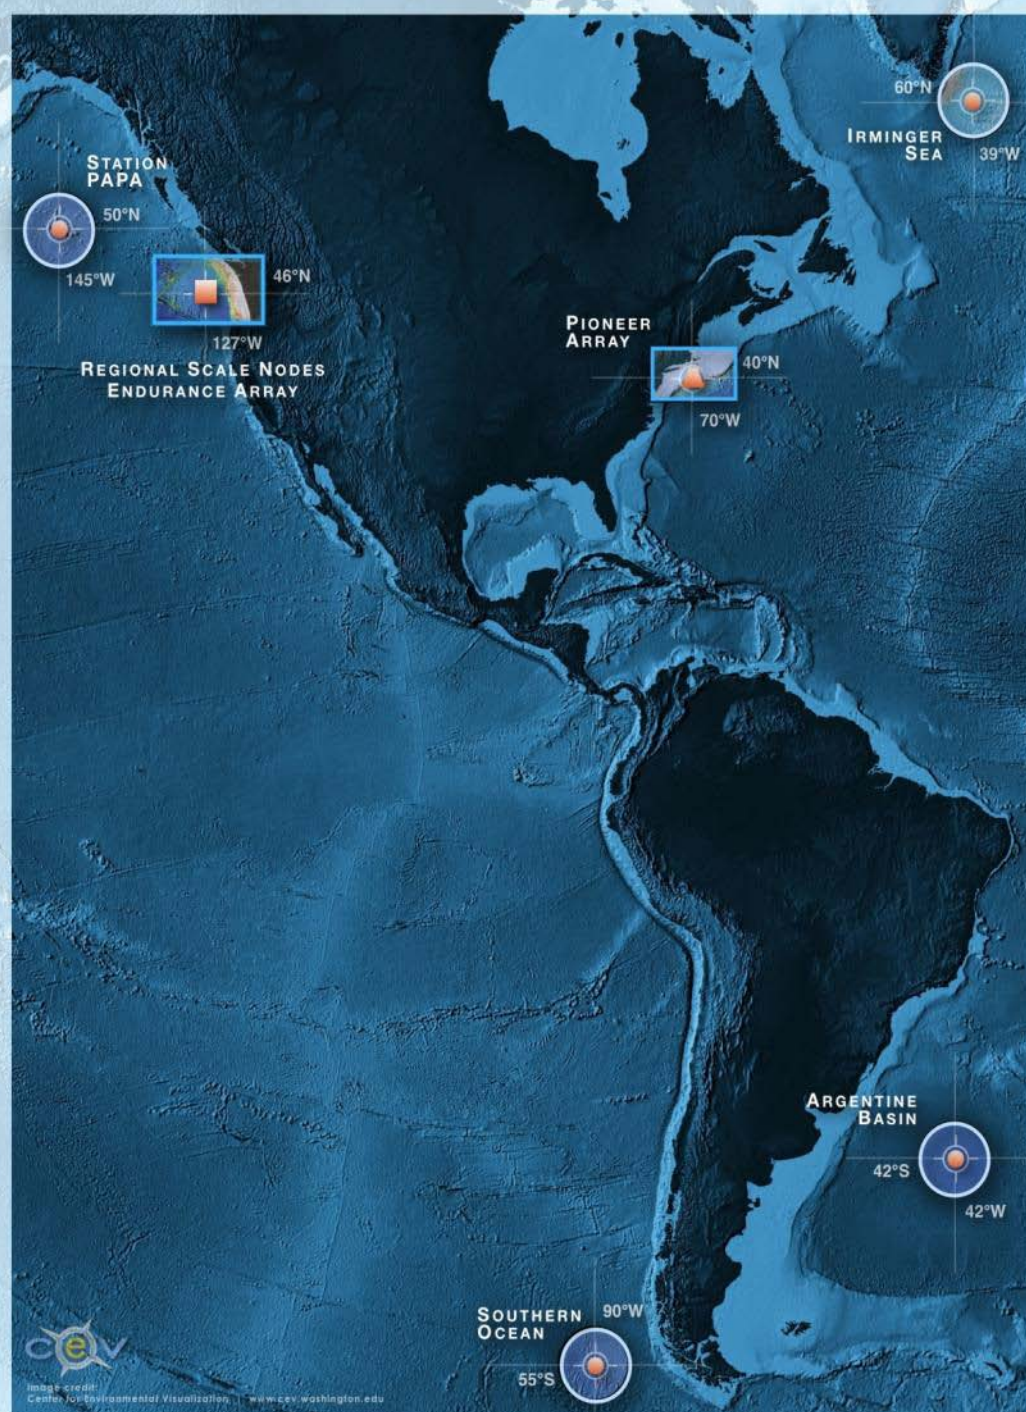 60°N
IRMINGER
SEA
39°W
STATION
PAPA
50°N
145°W
46°N
127°W
REGIONAL SCALE NODES
ENDURANCE ARRAY
PIONEER
ARRAY
40°N
70°W
ARGENTINE
BASIN
42°S
42°W
SOUTHERN
OCEAN
90°W
55°S
cev
Image credit:
Center for Environmental Visualization | www.cev.washington.edu